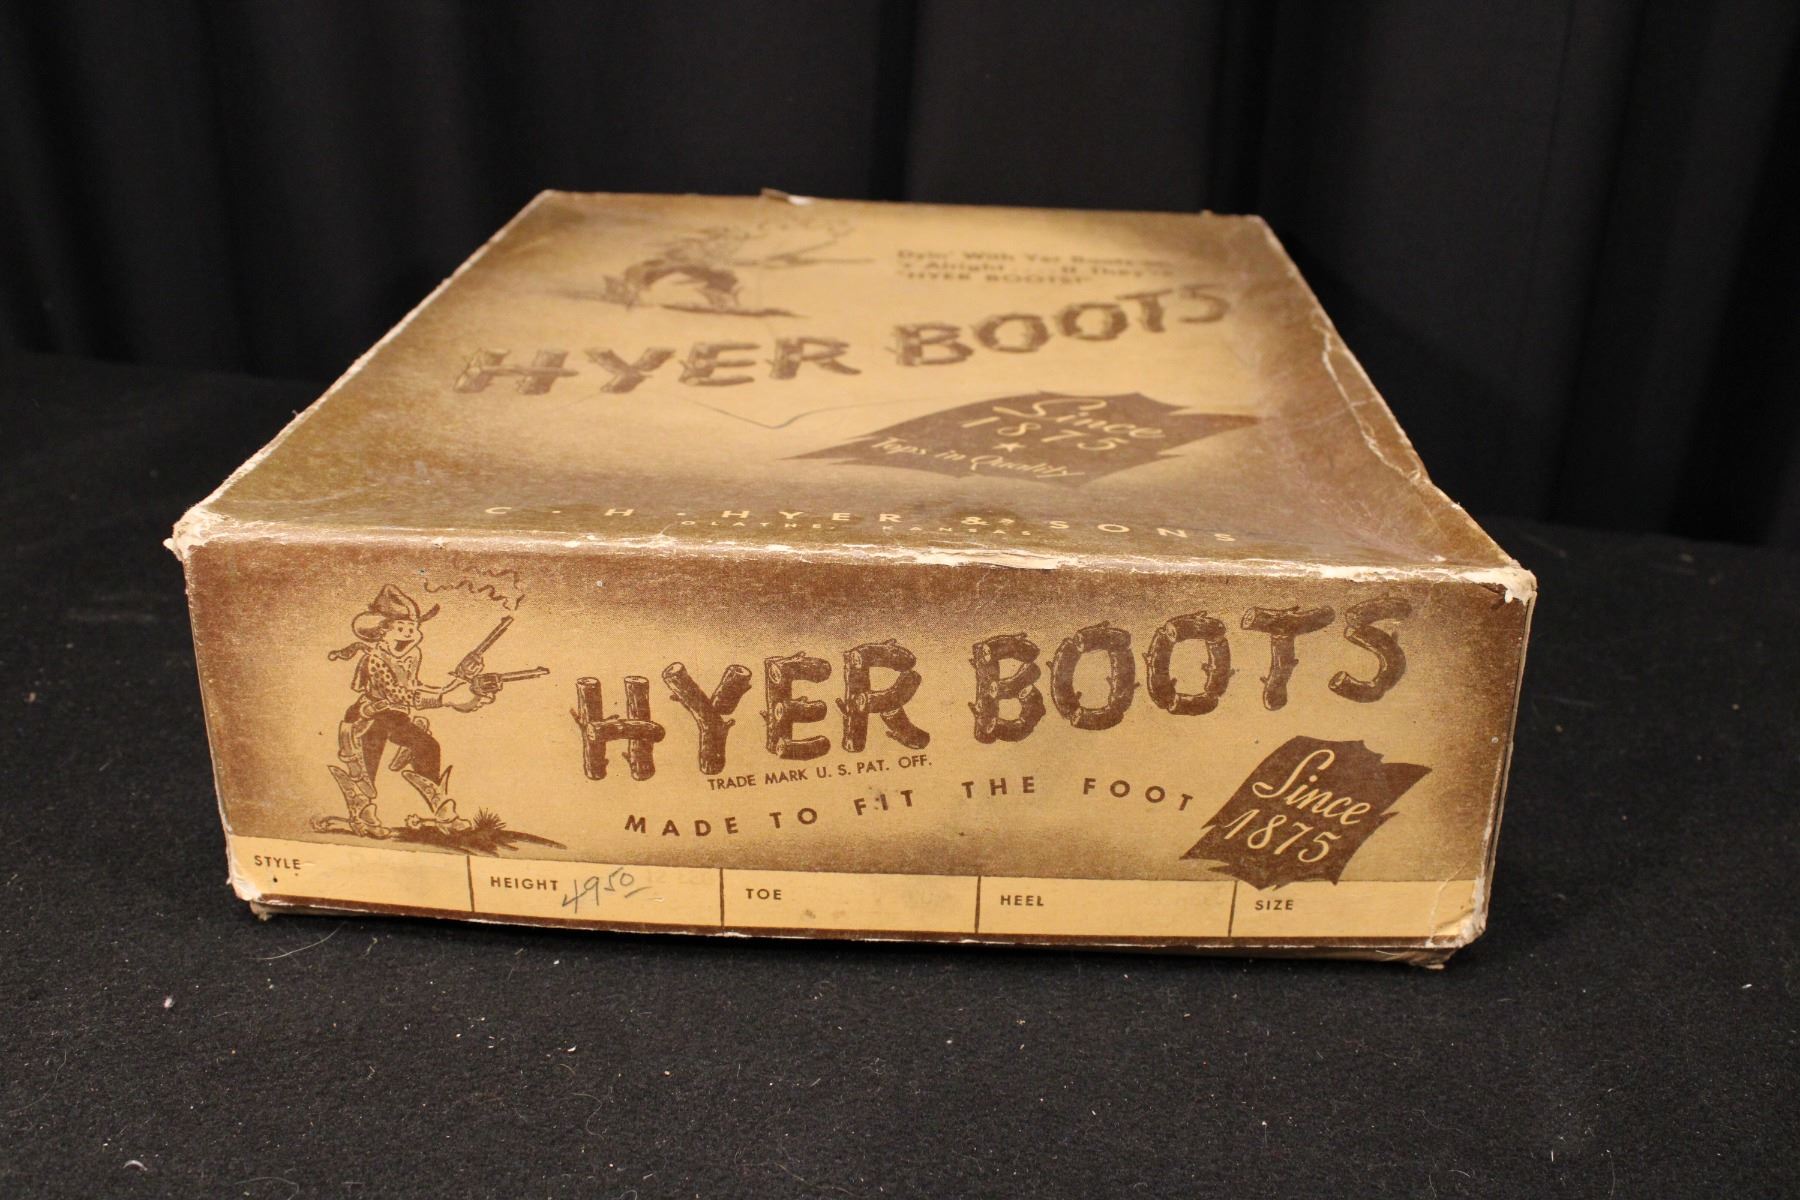 Dyin' With Yer Boots on
Alright . . . If They're
HYER BOOTS!
HYER BOOTS
Since
1875
Tops in Quality
C · H · HYER & SONS
OLATHE, KANSAS
HYER BOOTS
TRADE MARK U. S. PAT. OFF.
MADE TO FIT THE FOOT
Since
1875
STYLE
HEIGHT 4950
TOE
HEEL
SIZE